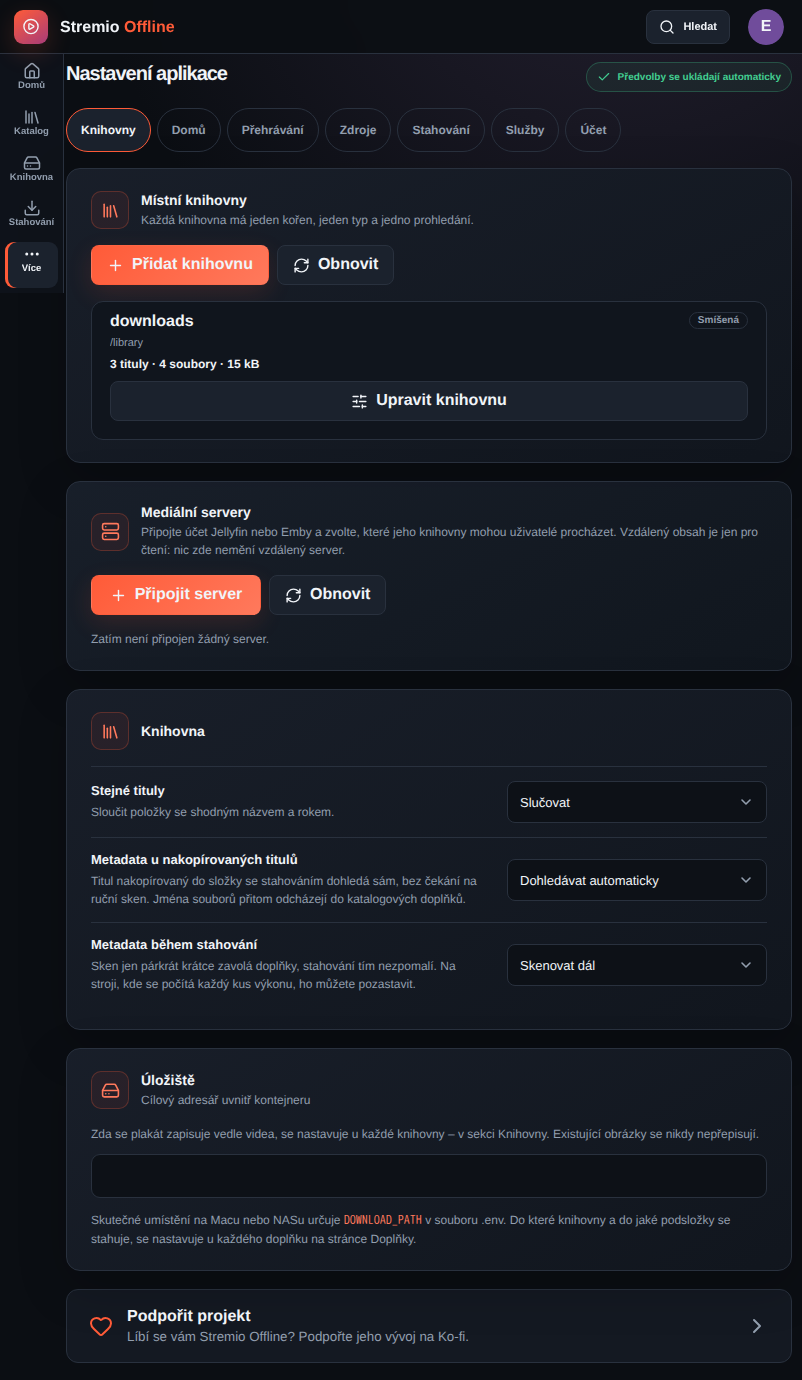 Stremio Offline
Hledat
E
Domů
Katalog
Knihovna
Stahování
Více
Nastavení aplikace
Předvolby se ukládají automaticky
Knihovny
Domů
Přehrávání
Zdroje
Stahování
Služby
Účet
Místní knihovny
Každá knihovna má jeden kořen, jeden typ a jedno prohledání.
Přidat knihovnu
Obnovit
downloads
Smíšená
/library
3 tituly · 4 soubory · 15 kB
Upravit knihovnu
Mediální servery
Připojte účet Jellyfin nebo Emby a zvolte, které jeho knihovny mohou uživatelé procházet. Vzdálený obsah je jen pro
čtení: nic zde nemění vzdálený server.
Připojit server
Obnovit
Zatím není připojen žádný server.
Knihovna
Stejné tituly
Sloučit položky se shodným názvem a rokem.
Slučovat
Metadata u nakopírovaných titulů
Titul nakopírovaný do složky se stahováním dohledá sám, bez čekání na
ruční sken. Jména souborů přitom odcházejí do katalogových doplňků.
Dohledávat automaticky
Metadata během stahování
Sken jen párkrát krátce zavolá doplňky, stahování tím nezpomalí. Na
stroji, kde se počítá každý kus výkonu, ho můžete pozastavit.
Skenovat dál
Úložiště
Cílový adresář uvnitř kontejneru
Zda se plakát zapisuje vedle videa, se nastavuje u každé knihovny – v sekci Knihovny. Existující obrázky se nikdy nepřepisují.
Skutečné umístění na Macu nebo NASu určuje DOWNLOAD_PATH v souboru .env. Do které knihovny a do jaké podsložky se
stahuje, se nastavuje u každého doplňku na stránce Doplňky.
Podpořit projekt
Líbí se vám Stremio Offline? Podpořte jeho vývoj na Ko-fi.